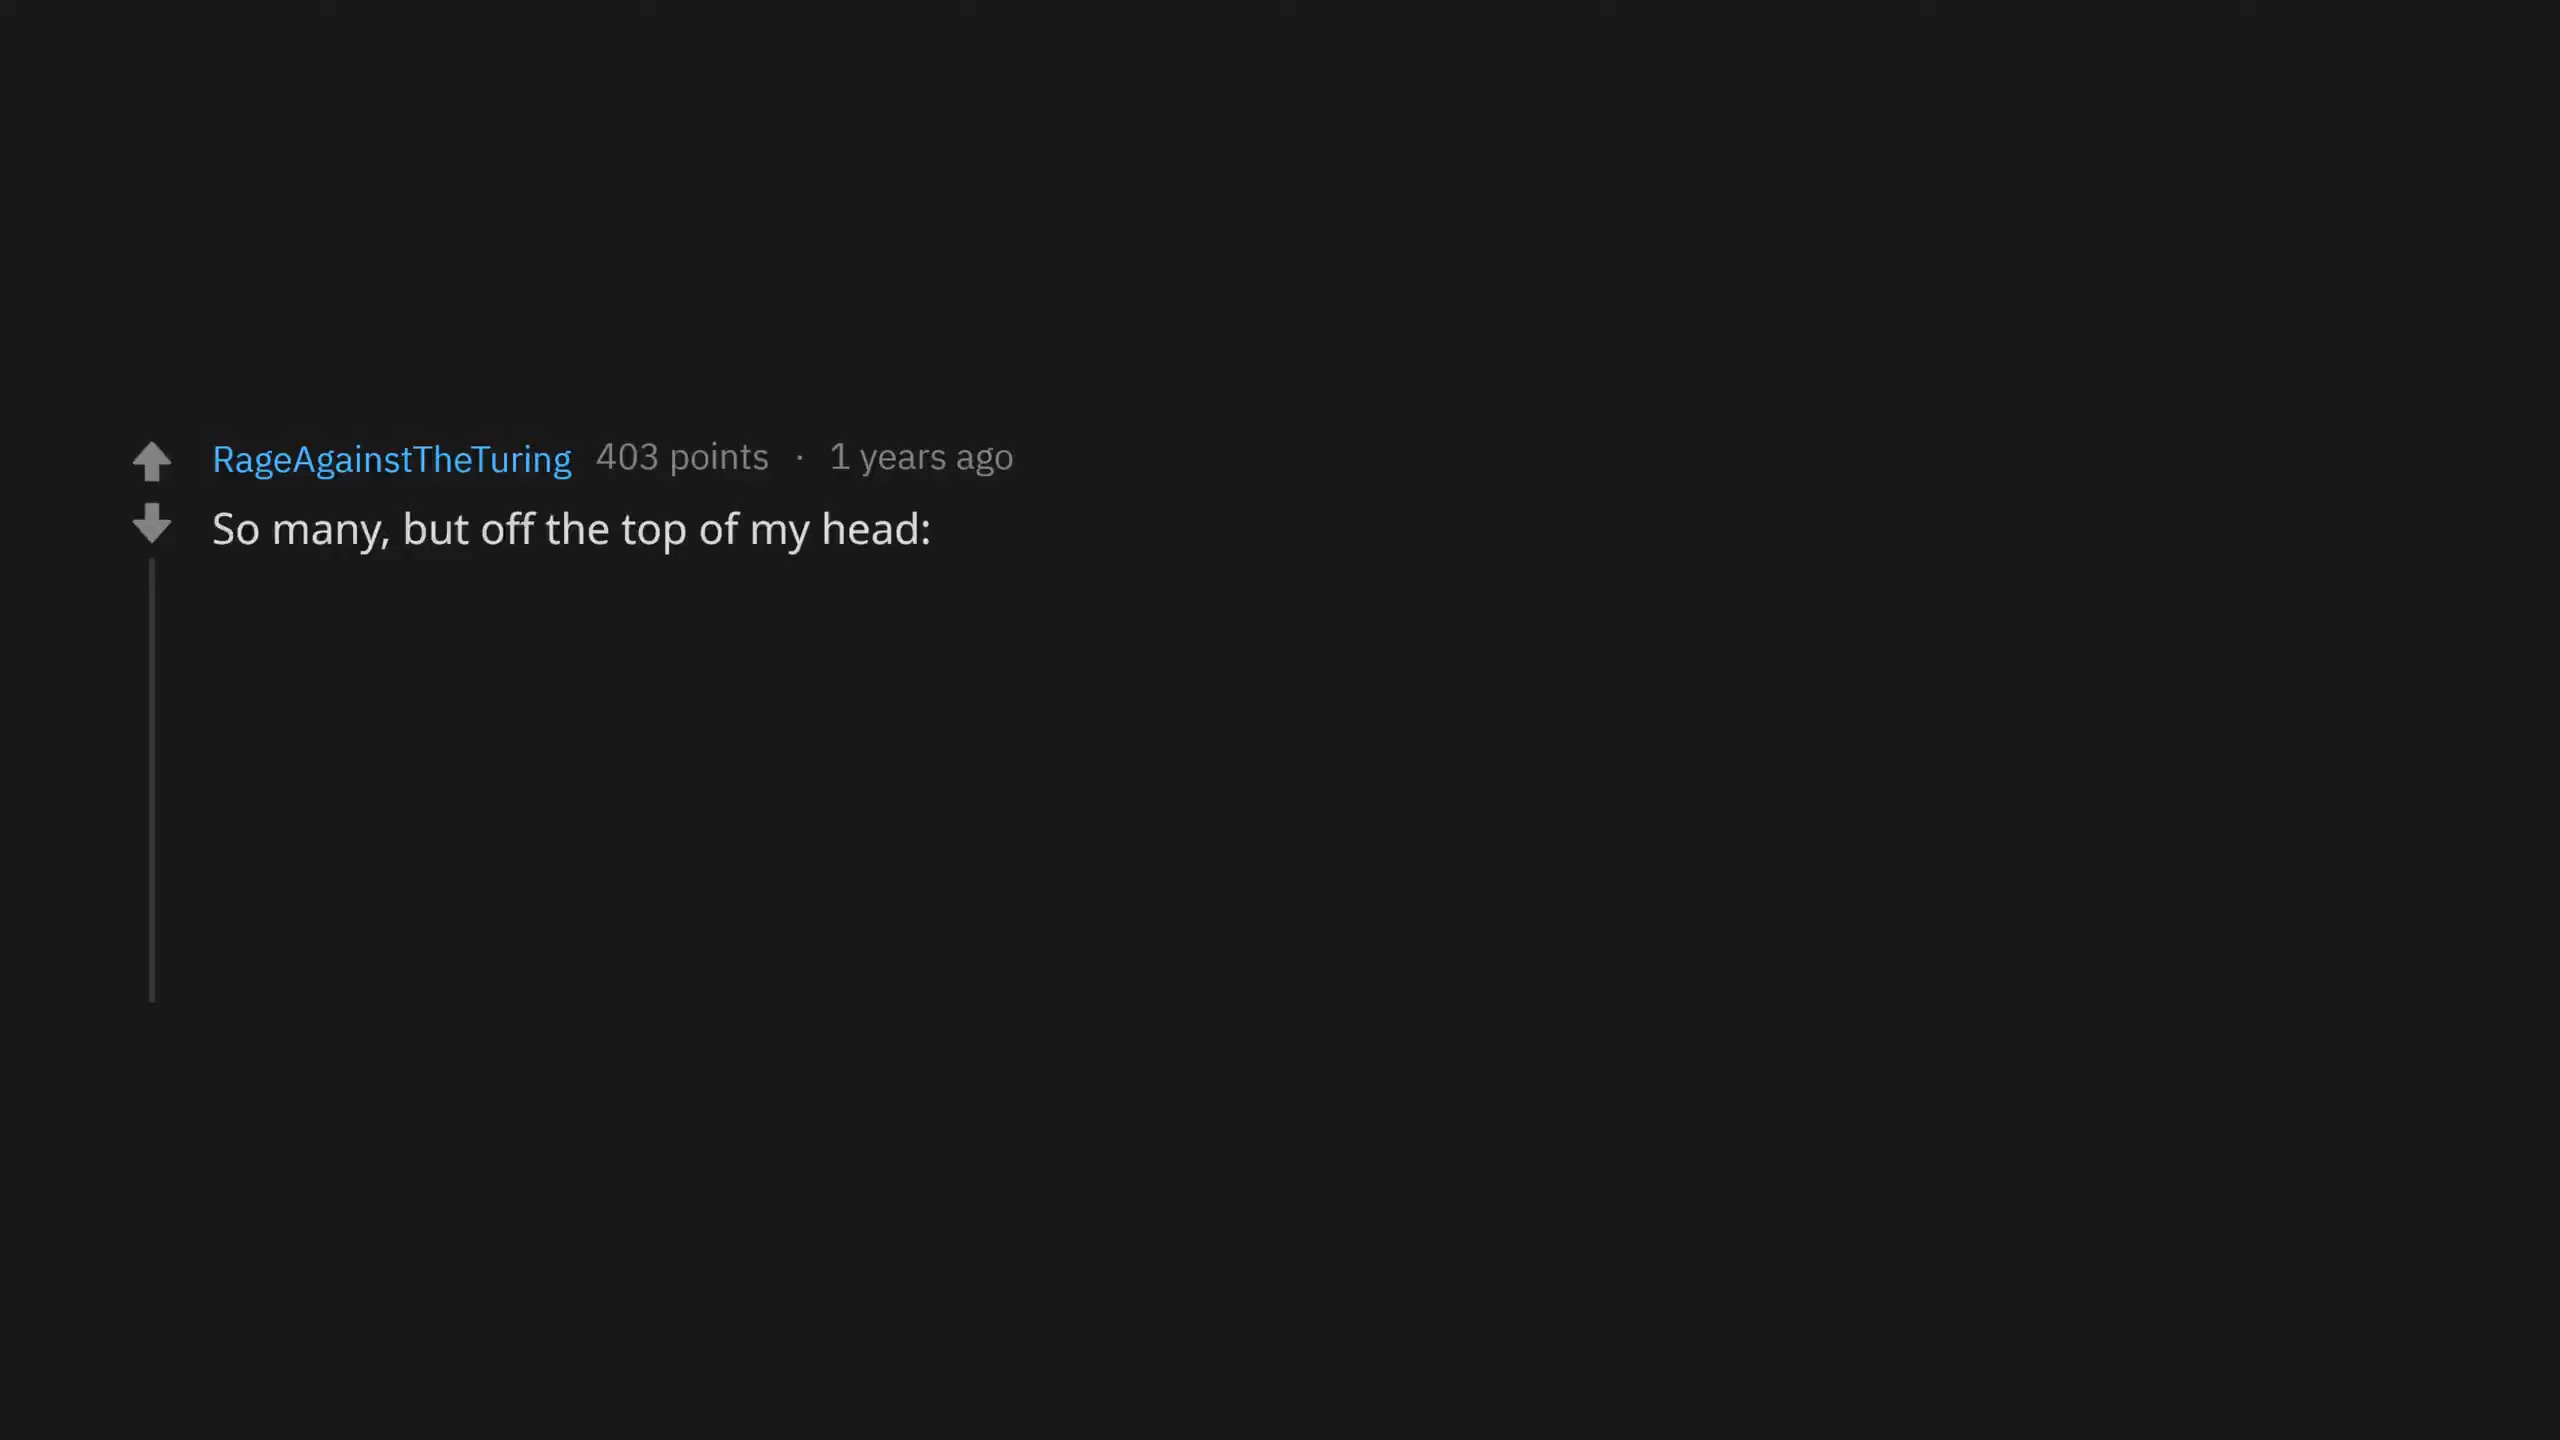 RageAgainstTheTuring 403 points · 1 years ago
So many, but off the top of my head: